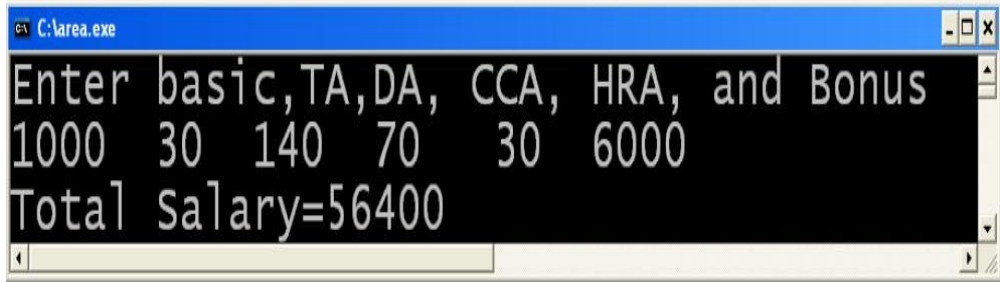 C:\area.exe
Enter basic,TA,DA, CCA, HRA, and Bonus
1000 30 140 70 30 6000
Total Salary=56400